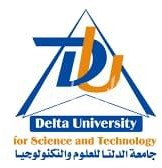 DU
Delta University
for Science and Technology
جامعة الدلتا للعلوم والتكنولوجيا